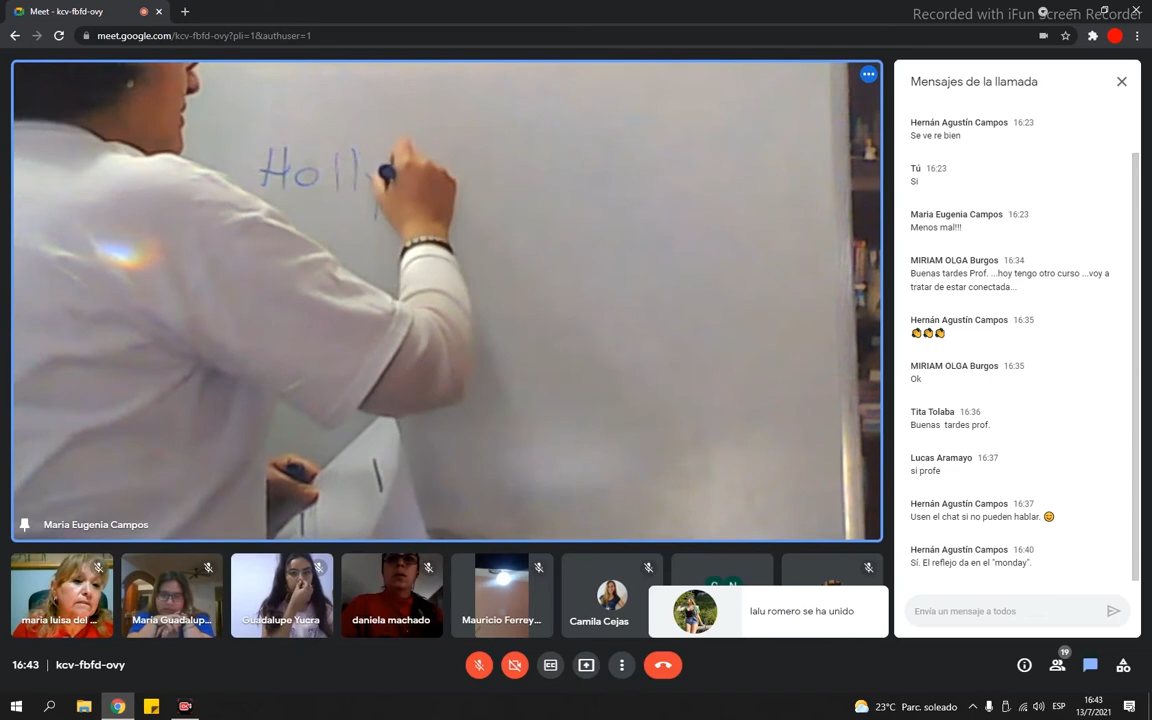 Meet - kcv-fbfd-ovy
Recorded with iFun Screen Recorder
meet.google.com/kcv-fbfd-ovy?pli=1&authuser=1
Holl
Maria Eugenia Campos
Mensajes de la llamada
Hernán Agustín Campos 16:23
Se ve re bien
Tú 16:23
Si
Maria Eugenia Campos 16:23
Menos mal!!!
MIRIAM OLGA Burgos 16:34
Buenas tardes Prof. ...hoy tengo otro curso ...voy a
tratar de estar conectada...
Hernán Agustín Campos 16:35
👏👏👏
MIRIAM OLGA Burgos 16:35
Ok
Tita Tolaba 16:36
Buenas tardes prof.
Lucas Aramayo 16:37
si profe
Hernán Agustín Campos 16:37
Usen el chat si no pueden hablar. 😊
Hernán Agustín Campos 16:40
Sí. El reflejo da en el "monday".
Envía un mensaje a todos
maria luisa del ...
María Guadalup...
Guadalupe Yucra
daniela machado
Mauricio Ferrey...
Camila Cejas
lalu romero se ha unido
16:43 | kcv-fbfd-ovy
19
23°C Parc. soleado
ESP
16:43
13/7/2021